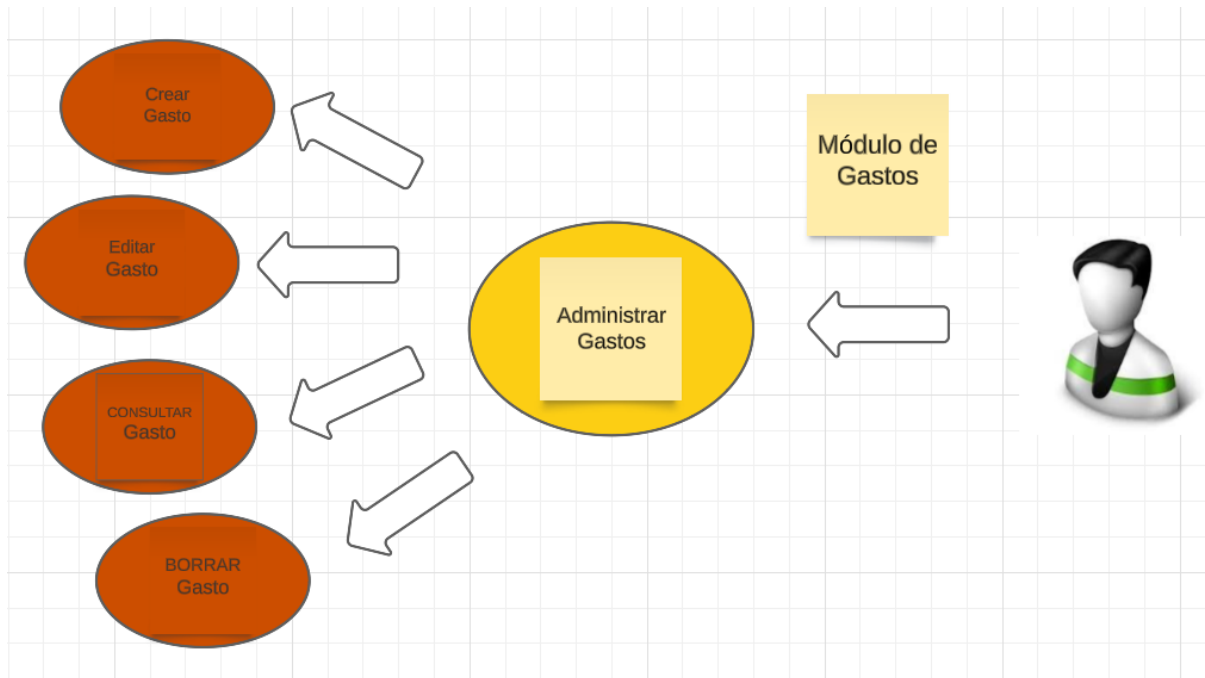 Crear
Gasto
Editar
Gasto
CONSULTAR
Gasto
BORRAR
Gasto
Administrar
Gastos
Módulo de
Gastos